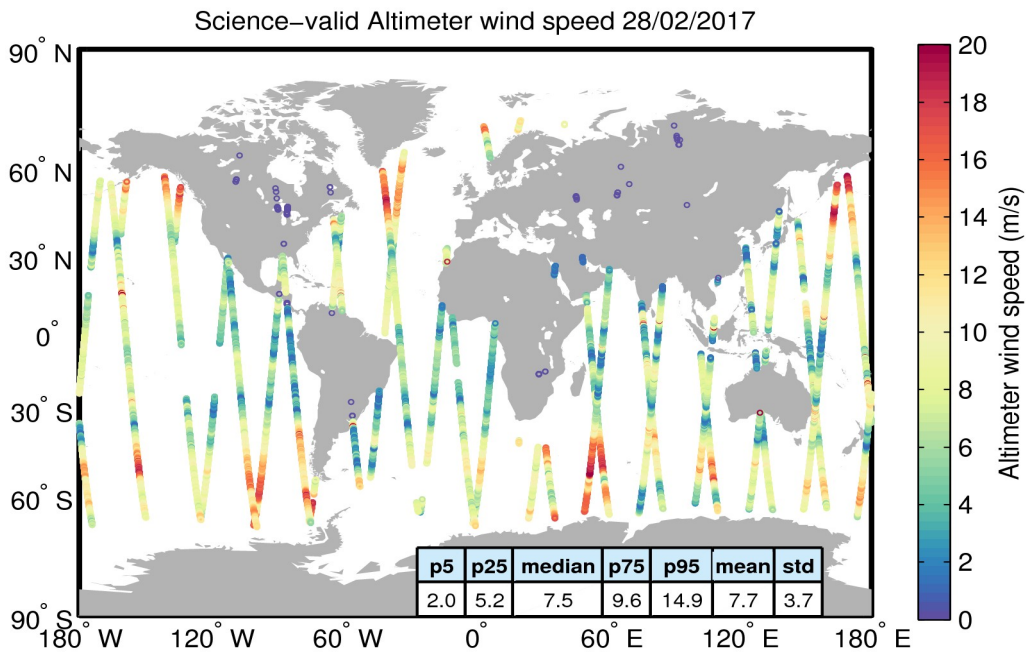 Science−valid Altimeter wind speed 28/02/2017
90° N
60° N
30° N
0°
30° S
60° S
90° S
180° W
120° W
60° W
0°
60° E
120° E
180° E
p5 p25 median p75 p95 mean std
2.0 5.2 7.5 9.6 14.9 7.7 3.7
20
18
16
14
12
10
8
6
4
2
0
Altimeter wind speed (m/s)